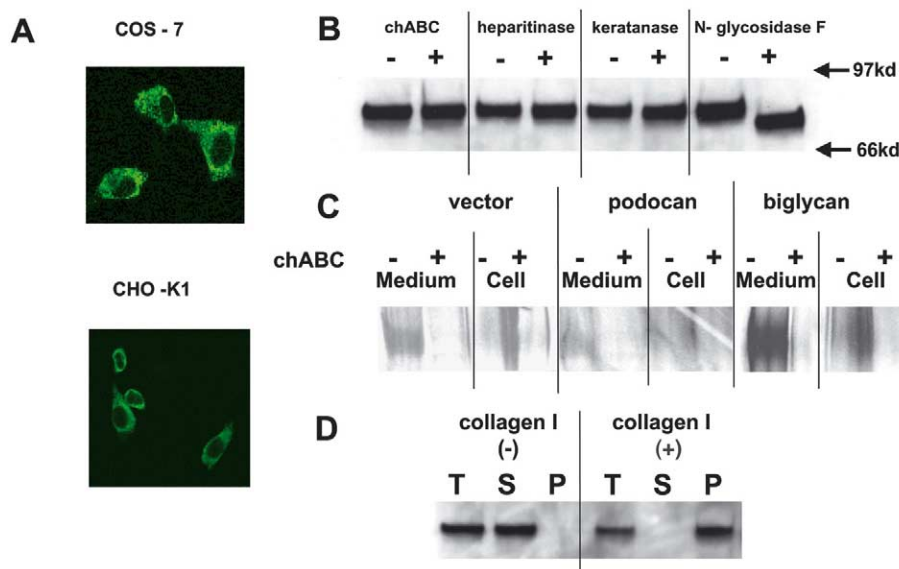 A
COS - 7
CHO -K1
B
chABC heparitinase keratanase N- glycosidase F
- + - + - + - +
97kd
66kd
C
vector podocan biglycan
chABC
- + - + - + - + - + - +
Medium Cell Medium Cell Medium Cell
D
collagen I collagen I
(-) (+)
T S P T S P